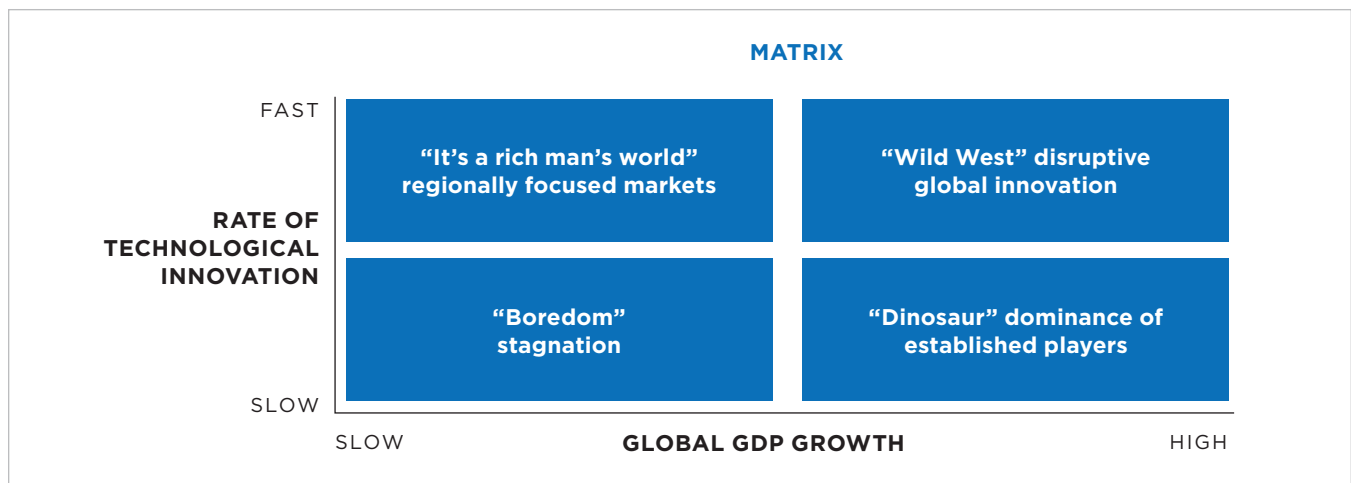 MATRIX
FAST
“It’s a rich man’s world”
regionally focused markets
“Wild West” disruptive
global innovation
RATE OF
TECHNOLOGICAL
INNOVATION
“Boredom”
stagnation
“Dinosaur” dominance of
established players
SLOW
SLOW
GLOBAL GDP GROWTH
HIGH